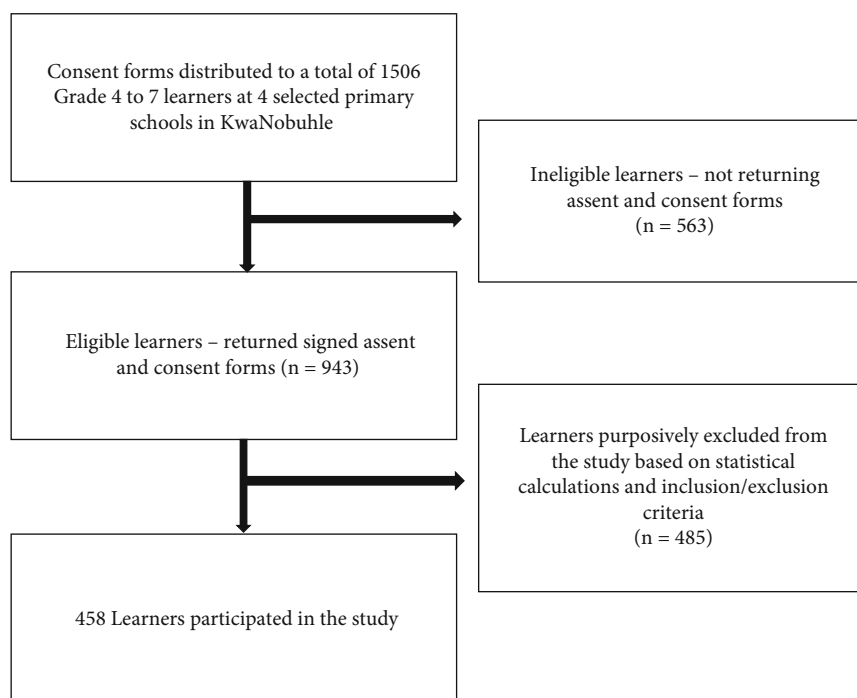 Consent forms distributed to a total of 1506
Grade 4 to 7 learners at 4 selected primary
schools in KwaNobuhle
Ineligible learners – not returning
assent and consent forms
(n = 563)
Eligible learners – returned signed assent
and consent forms (n = 943)
Learners purposively excluded from
the study based on statistical
calculations and inclusion/exclusion
criteria
(n = 485)
458 Learners participated in the study